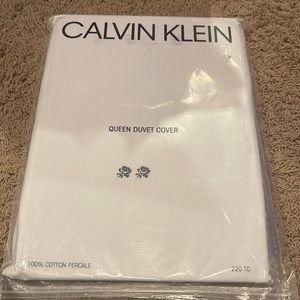 CALVIN KLEIN
QUEEN DUVET COVER
100% COTTON PERCALE
220 TC